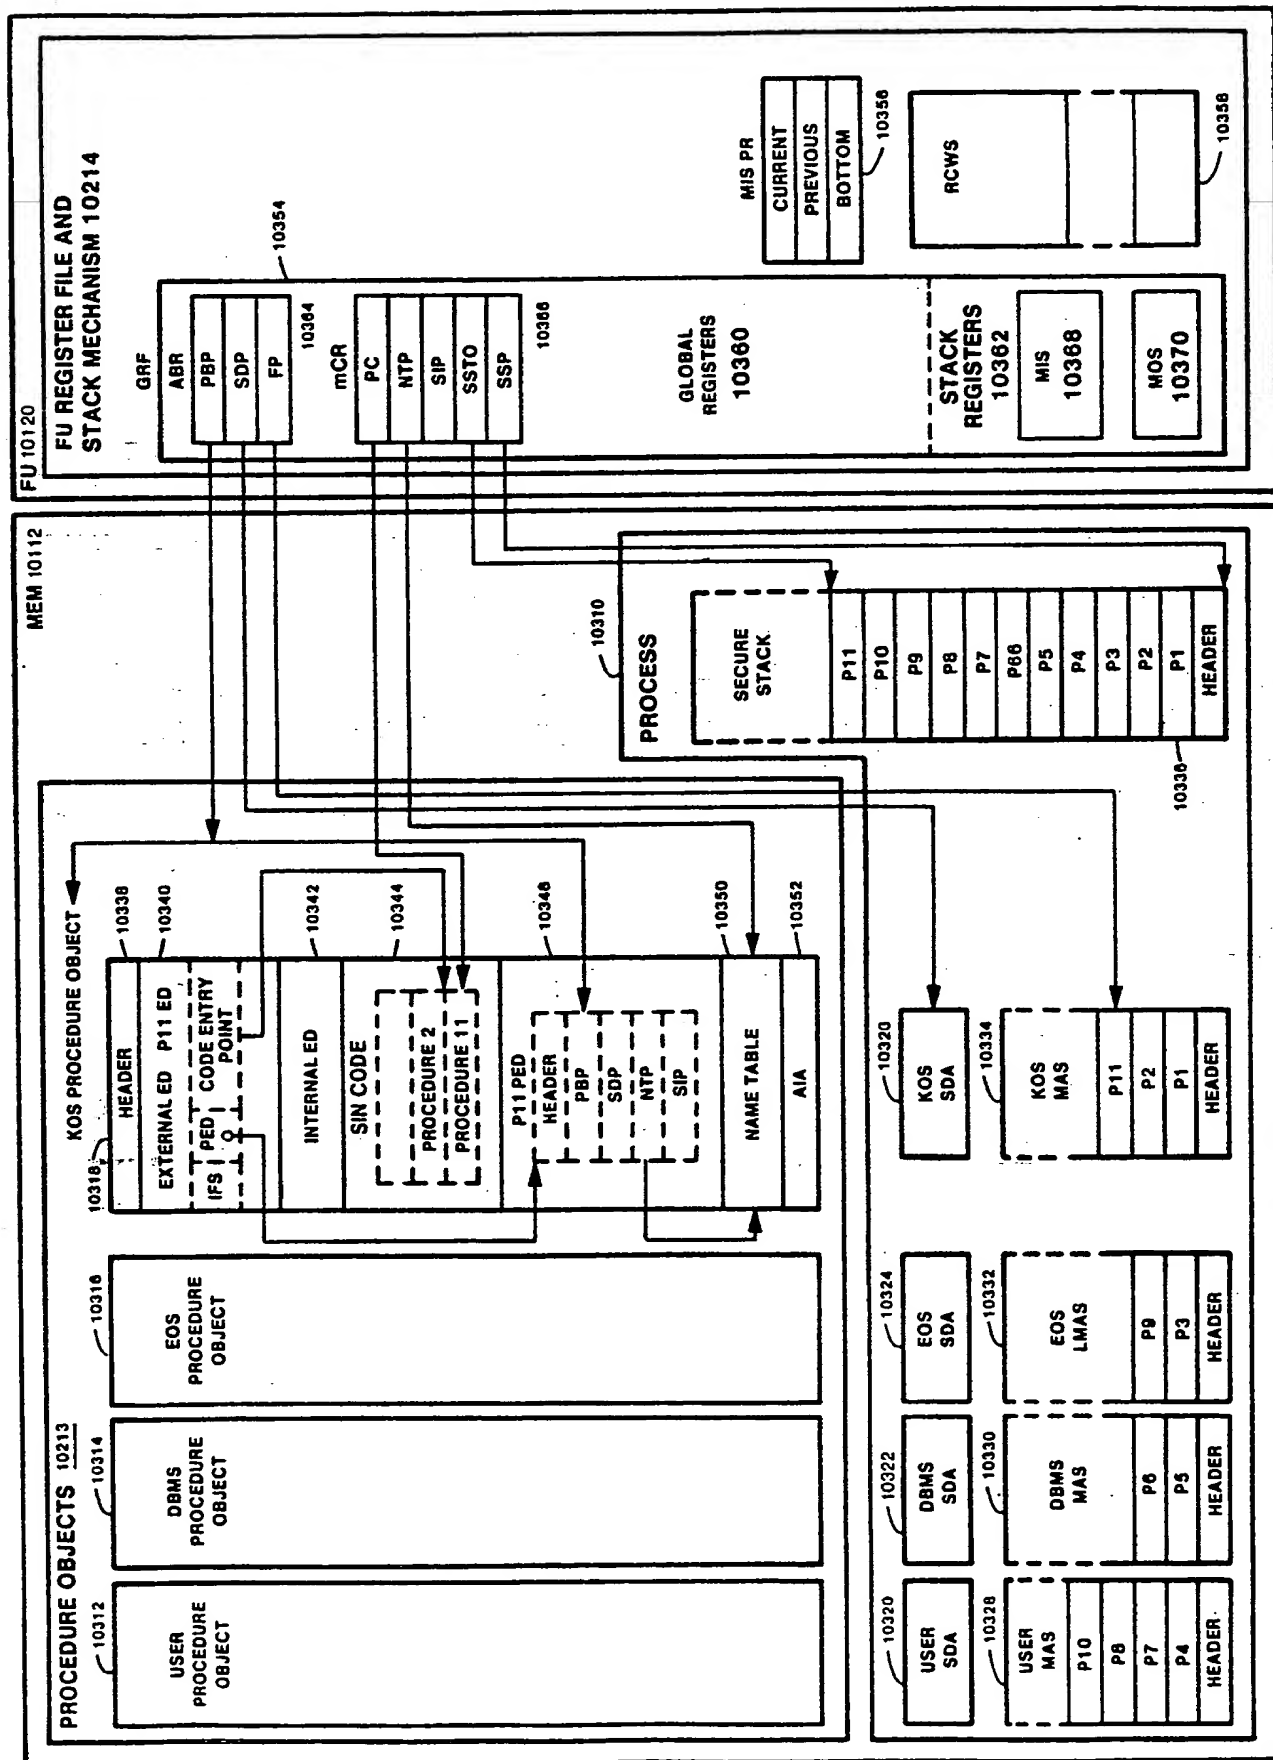 PROCEDURE OBJECTS 10213
10312
USER
PROCEDURE
OBJECT
10314
DBMS
PROCEDURE
OBJECT
10316
EOS
PROCEDURE
OBJECT
KOS PROCEDURE OBJECT
10318
HEADER
10338
EXTERNAL ED P11 ED
10340
IFS
PED
CODE ENTRY
POINT
INTERNAL ED
10342
SIN CODE
10344
PROCEDURE 2
PROCEDURE 11
P11 PED
10348
HEADER
PBP
SDP
NTP
SIP
NAME TABLE
10350
AIA
10352
MEM 10112
10310
PROCESS
10320
USER
SDA
10322
DBMS
SDA
10324
EOS
SDA
10320
KOS
SDA
10328
USER
MAS
P10
P8
P7
P4
HEADER.
10330
DBMS
MAS
P6
P5
HEADER
10332
EOS
LMAS
P9
P3
HEADER
10334
KOS
MAS
P11
P2
P1
HEADER
SECURE
STACK
P11
P10
P9
P8
P7
P66
P5
P4
P3
P2
P1
HEADER
10336
FU 10120
FU REGISTER FILE AND
STACK MECHANISM 10214
GRF
10354
ABR
PBP
SDP
FP
10364
mCR
PC
NTP
SIP
SSTO
SSP
10366
GLOBAL
REGISTERS
10360
STACK
REGISTERS
10362
MIS
10368
MOS
10370
MIS PR
CURRENT
PREVIOUS
BOTTOM
10356
RCWS
10358